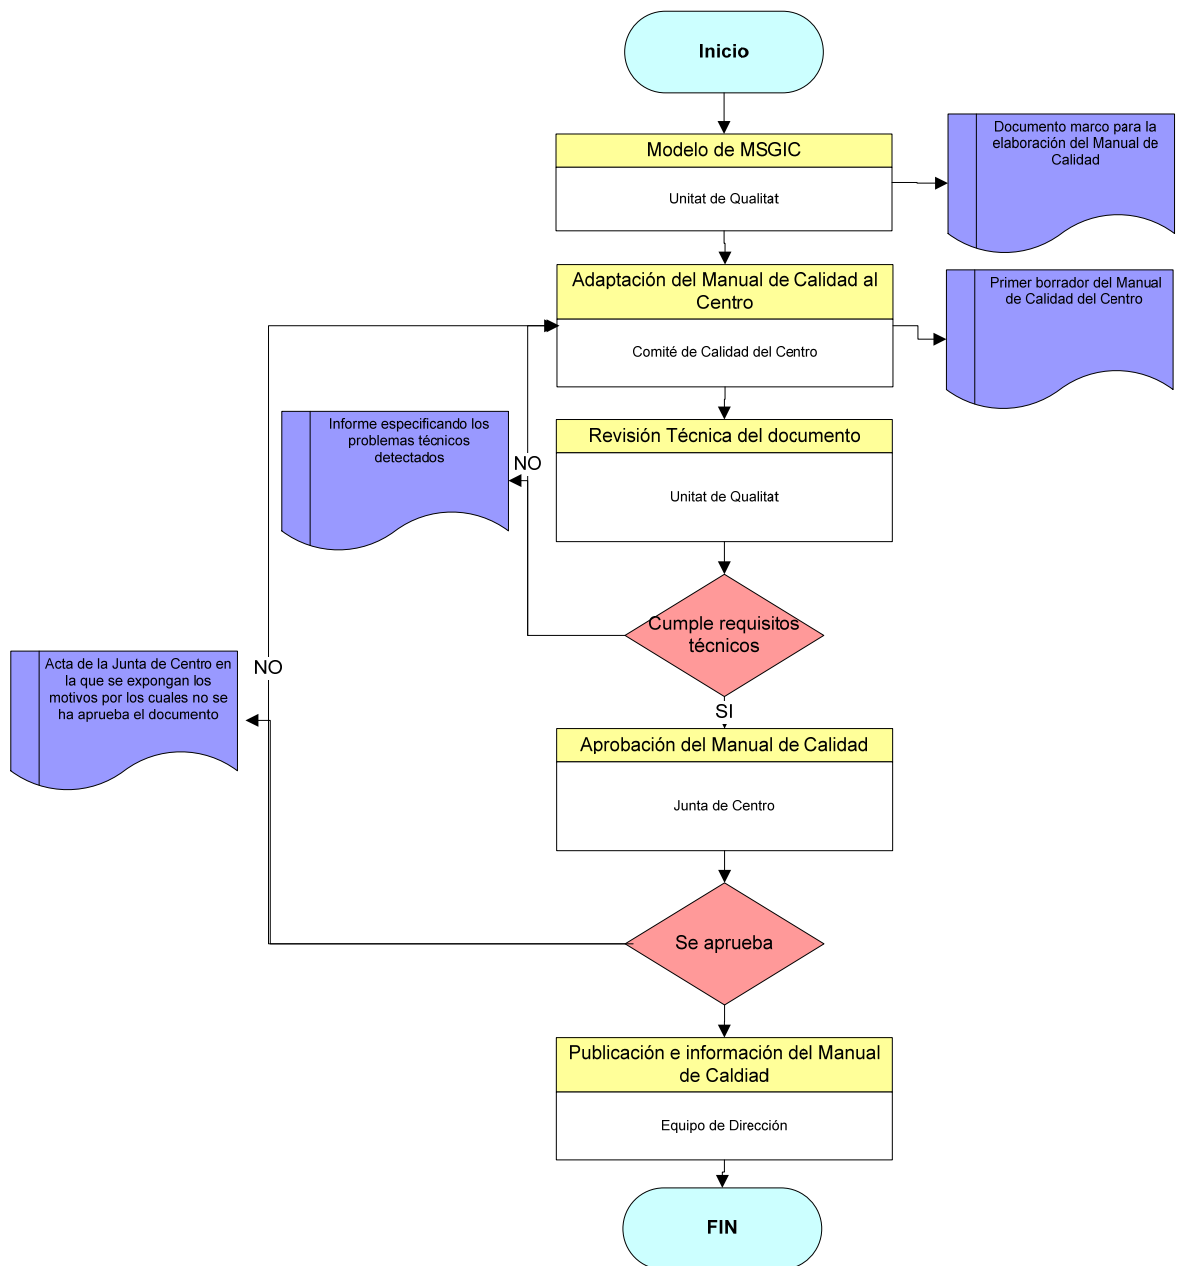 Inicio
Modelo de MSGIC
Unitat de Qualitat
Documento marco para la
elaboración del Manual de
Calidad
Adaptación del Manual de Calidad al
Centro
Comité de Calidad del Centro
Primer borrador del Manual
de Calidad del Centro
Revisión Técnica del documento
Unitat de Qualitat
Informe especificando los
problemas técnicos
detectados
NO
Cumple requisitos
técnicos
NO
Acta de la Junta de Centro en
la que se expongan los
motivos por los cuales no se
ha aprueba el documento
SI
Aprobación del Manual de Calidad
Junta de Centro
Se aprueba
Publicación e información del Manual
de Caldiad
Equipo de Dirección
FIN